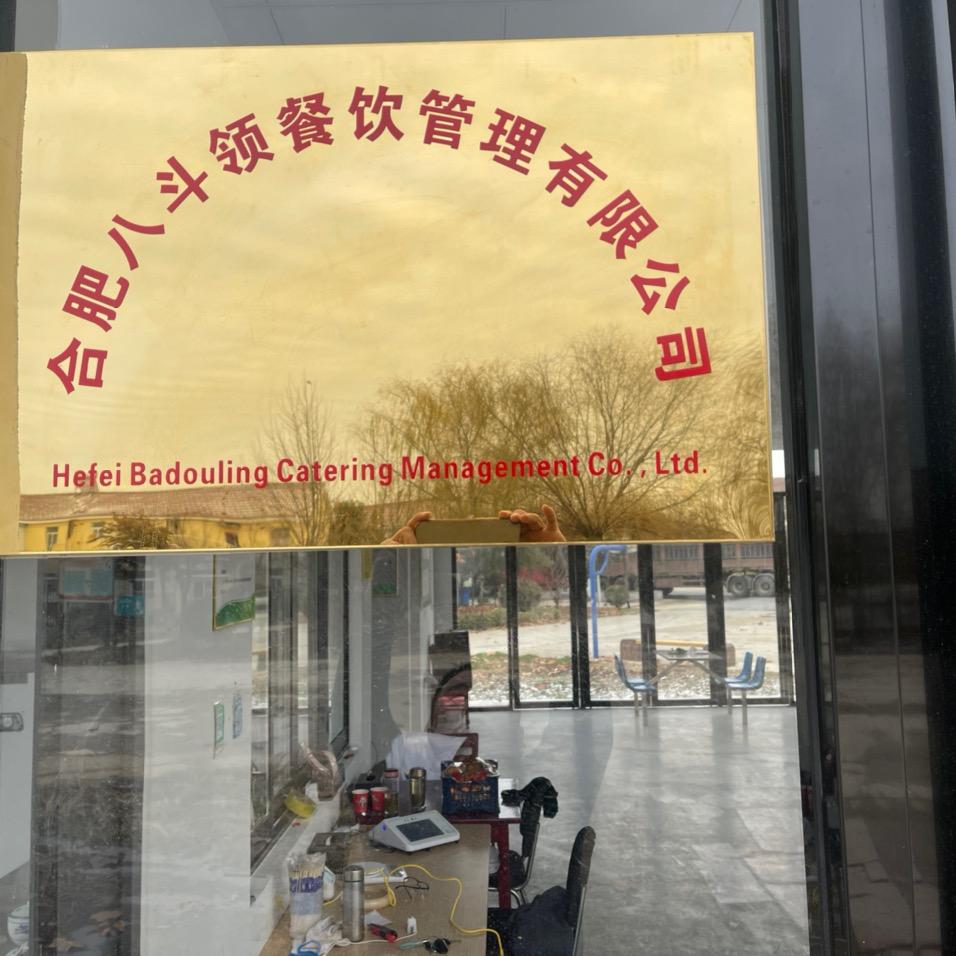 合肥八斗领餐饮管理有限公司
Hefei Badouling Catering Management Co. , Ltd.